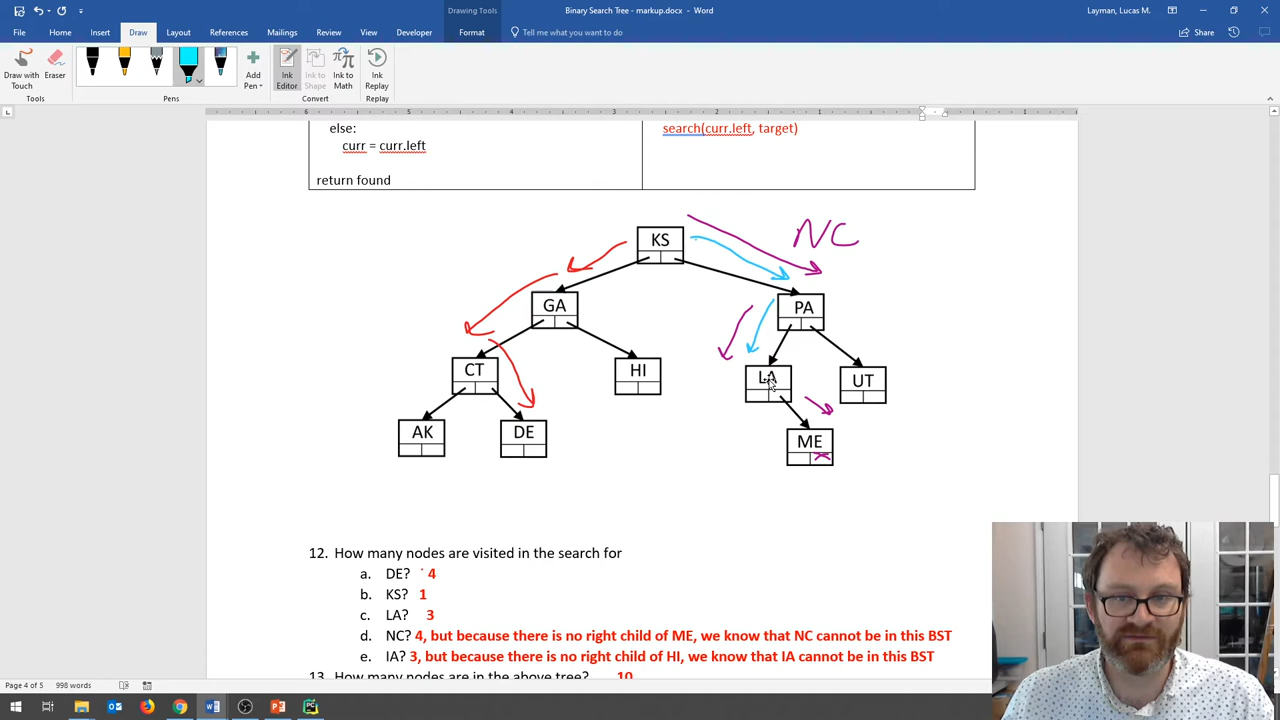 Drawing Tools
Binary Search Tree - markup.docx - Word
Layman, Lucas M.
File Home Insert Draw Layout References Mailings Review View Developer Format Tell me what you want to do Share
Draw with Touch
Eraser
Add Pen
Ink Editor
Ink to Shape
Ink to Math
Ink Replay
Tools
Pens
Convert
Replay
6 5 4 3 2 1 1
else:
curr = curr.left
return found
search(curr.left, target)
KS
NC
GA
PA
CT
HI
LA
UT
AK
DE
ME
12. How many nodes are visited in the search for
a. DE? 4
b. KS? 1
c. LA? 3
d. NC? 4, but because there is no right child of ME, we know that NC cannot be in this BST
e. IA? 3, but because there is no right child of HI, we know that IA cannot be in this BST
13. How many nodes are in the above tree? 10
Page 4 of 5 998 words